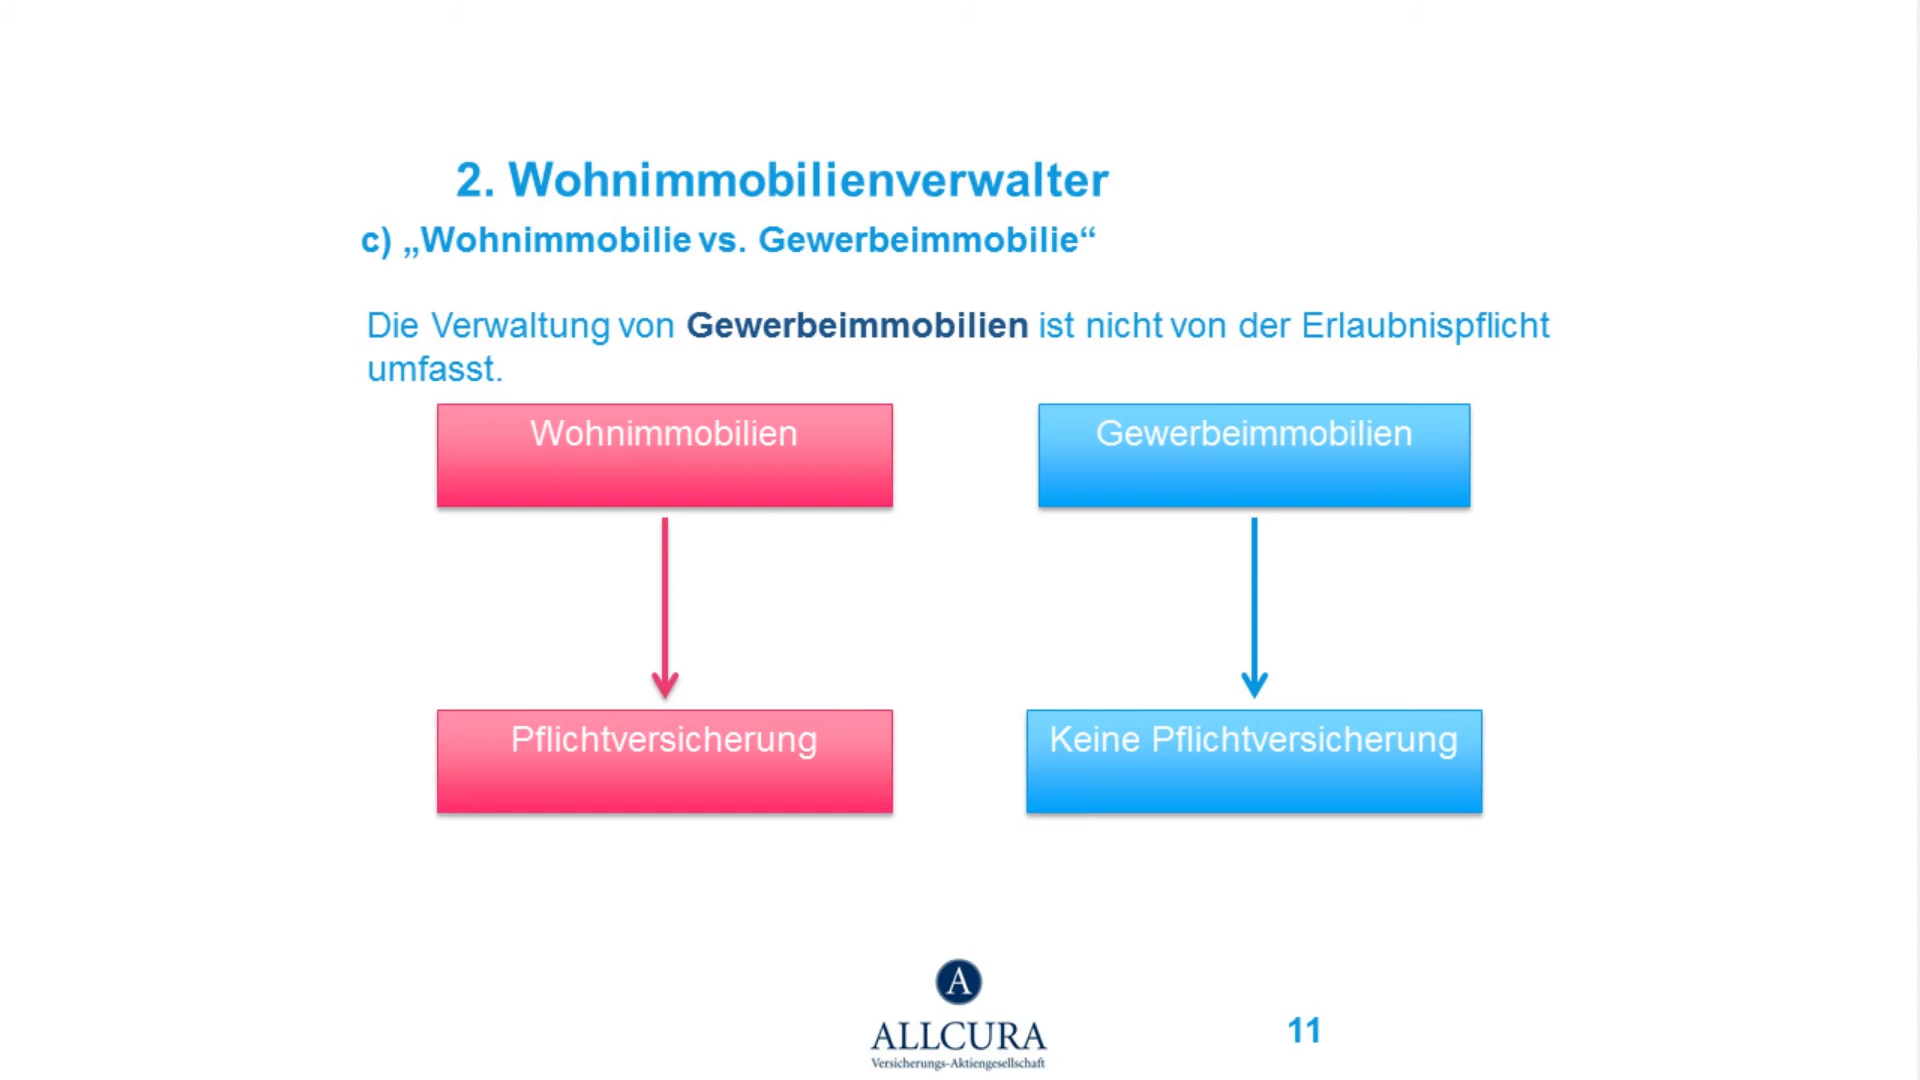 2. Wohnimmobilienverwalter
c) „Wohnimmobilie vs. Gewerbeimmobilie“
Die Verwaltung von Gewerbeimmobilien ist nicht von der Erlaubnispflicht
umfasst.
Wohnimmobilien
Gewerbeimmobilien
Pflichtversicherung
Keine Pflichtversicherung
A
ALLCURA
Versicherungs-Aktiengesellschaft
11